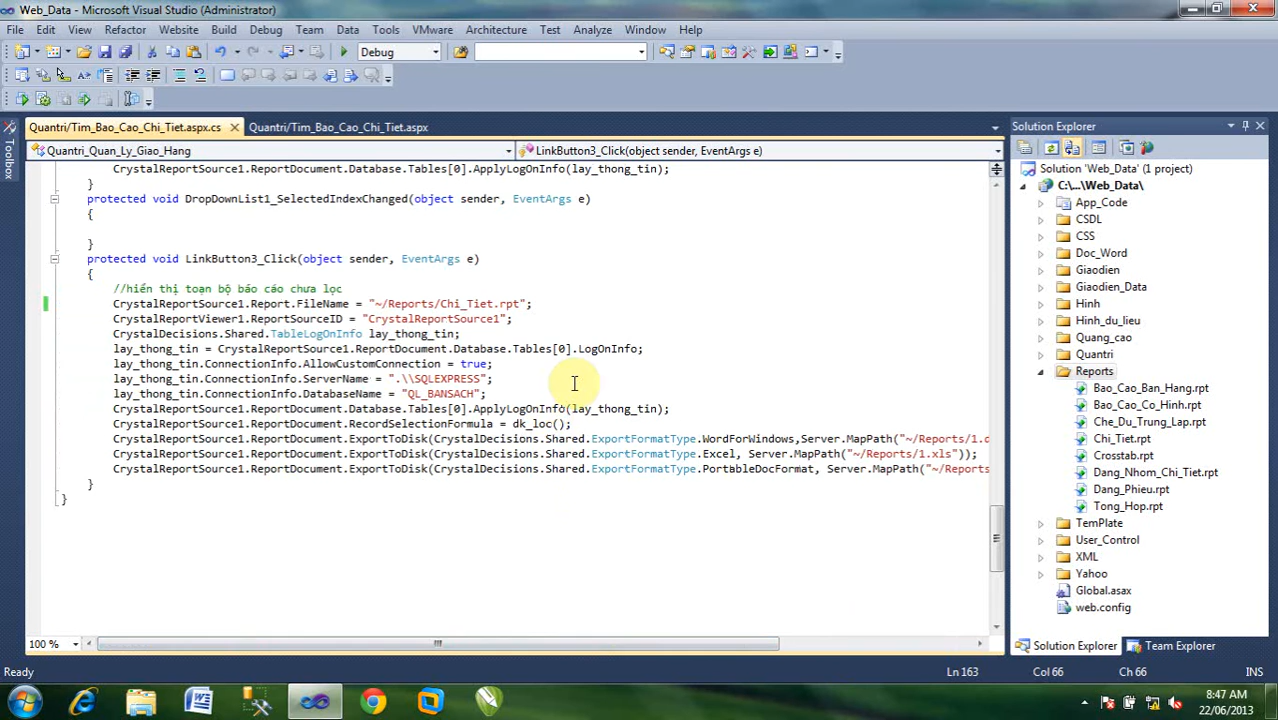 Web_Data - Microsoft Visual Studio (Administrator)
File Edit View Refactor Website Build Debug Team Data Tools VMware Architecture Test Analyze Window Help
Debug
Quantri/Tim_Bao_Cao_Chi_Tiet.aspx.cs Quantri/Tim_Bao_Cao_Chi_Tiet.aspx
Quantri_Quan_Ly_Giao_Hang LinkButton3_Click(object sender, EventArgs e)
Toolbox
CrystalReportSource1.ReportDocument.Database.Tables[0].ApplyLogOnInfo(lay_thong_tin);
}
protected void DropDownList1_SelectedIndexChanged(object sender, EventArgs e)
{
}
protected void LinkButton3_Click(object sender, EventArgs e)
{
//hiển thị toạn bộ báo cáo chưa lọc
CrystalReportSource1.Report.FileName = "~/Reports/Chi_Tiet.rpt";
CrystalReportViewer1.ReportSourceID = "CrystalReportSource1";
CrystalDecisions.Shared.TableLogOnInfo lay_thong_tin;
lay_thong_tin = CrystalReportSource1.ReportDocument.Database.Tables[0].LogOnInfo;
lay_thong_tin.ConnectionInfo.AllowCustomConnection = true;
lay_thong_tin.ConnectionInfo.ServerName = ".\\SQLEXPRESS";
lay_thong_tin.ConnectionInfo.DatabaseName = "QL_BANSACH";
CrystalReportSource1.ReportDocument.Database.Tables[0].ApplyLogOnInfo(lay_thong_tin);
CrystalReportSource1.ReportDocument.RecordSelectionFormula = dk_loc();
CrystalReportSource1.ReportDocument.ExportToDisk(CrystalDecisions.Shared.ExportFormatType.WordForWindows,Server.MapPath("~/Reports/1.d
CrystalReportSource1.ReportDocument.ExportToDisk(CrystalDecisions.Shared.ExportFormatType.Excel, Server.MapPath("~/Reports/1.xls"));
CrystalReportSource1.ReportDocument.ExportToDisk(CrystalDecisions.Shared.ExportFormatType.PortableDocFormat, Server.MapPath("~/Reports
}
}
100 %
Solution Explorer
Solution 'Web_Data' (1 project)
C:\...\Web_Data\
App_Code
CSDL
CSS
Doc_Word
Giaodien
Giaodien_Data
Hinh
Hinh_du_lieu
Quang_cao
Quantri
Reports
Bao_Cao_Ban_Hang.rpt
Bao_Cao_Co_Hinh.rpt
Che_Du_Trung_Lap.rpt
Chi_Tiet.rpt
Crosstab.rpt
Dang_Nhom_Chi_Tiet.rpt
Dang_Phieu.rpt
Tong_Hop.rpt
TemPlate
User_Control
XML
Yahoo
Global.asax
web.config
Solution Explorer Team Explorer
Ready Ln 163 Col 66 Ch 66 INS
8:47 AM
22/06/2013